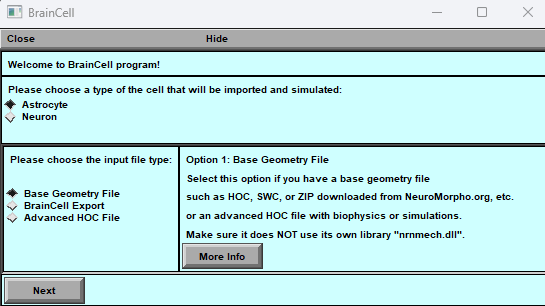 BrainCell
Close Hide
Welcome to BrainCell program!
Please choose a type of the cell that will be imported and simulated:
Astrocyte
Neuron
Please choose the input file type:
Base Geometry File
BrainCell Export
Advanced HOC File
Option 1: Base Geometry File
Select this option if you have a base geometry file
such as HOC, SWC, or ZIP downloaded from NeuroMorpho.org, etc.
or an advanced HOC file with biophysics or simulations.
Make sure it does NOT use its own library "nrnmech.dll".
More Info
Next